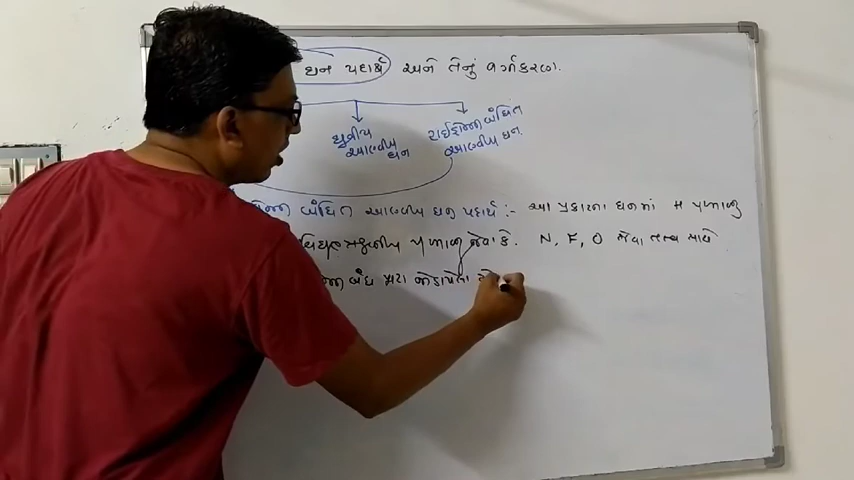 ઘન પદાર્થ અને તેનું વર્ગીકરણ.
ધ્રુવીય
આણ્વીય ઘન
હાઈડ્રોજન બંધિત
આણ્વીય ઘન
બંધિત આણ્વીય ઘન પદાર્થ :- આ પ્રકારના ઘનમાં H પરમાણુ
પરમાણુ જેવા કે. N, F, O જેવા તત્વ સાથે
બંધ દ્વારા જોડાયેલા